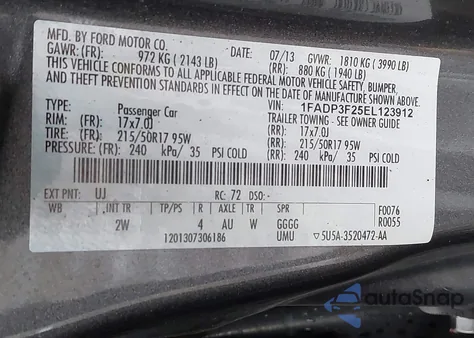 MFD. BY FORD MOTOR CO.
DATE: 07/13 GVWR: 1810 KG ( 3990 LB)
GAWR: (FR): 972 KG ( 2143 LB) (RR): 880 KG ( 1940 LB)
THIS VEHICLE CONFORMS TO ALL APPLICABLE FEDERAL MOTOR VEHICLE SAFETY, BUMPER,
AND THEFT PREVENTION STANDARDS IN EFFECT ON THE DATE OF MANUFACTURE SHOWN ABOVE.
VIN: 1FADP3F25EL123912
TYPE: Passenger Car TRAILER TOWING - SEE OWNER GUIDE
RIM: (FR): 17x7.0J (RR): 17x7.0J
TIRE: (FR): 215/50R17 95W (RR): 215/50R17 95W
PRESSURE: (FR): 240 kPa/ 35 PSI COLD (RR): 240 kPa/ 35 PSI COLD
EXT PNT: UJ RC: 72 DSO:
WB INT TR TP/PS R AXLE TR SPR F0076
2W 4 AU W GGGG R0055
1201307306186 UMU ▽5U5A-3520472-AA
autoSnap